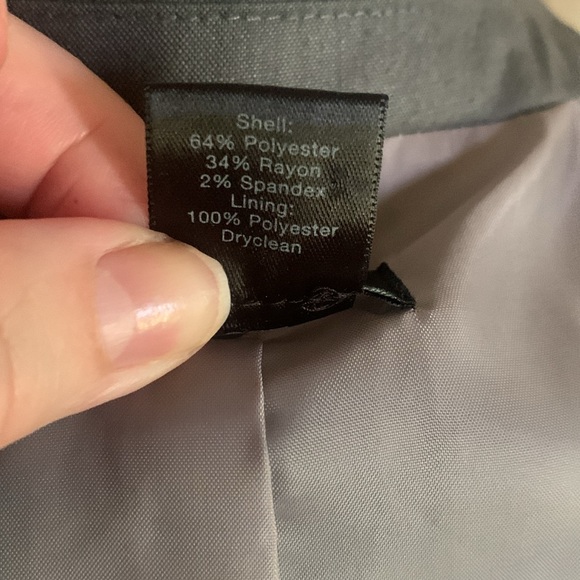 Shell:
64% Polyester
34% Rayon
2% Spandex
Lining:
100% Polyester
Dryclean